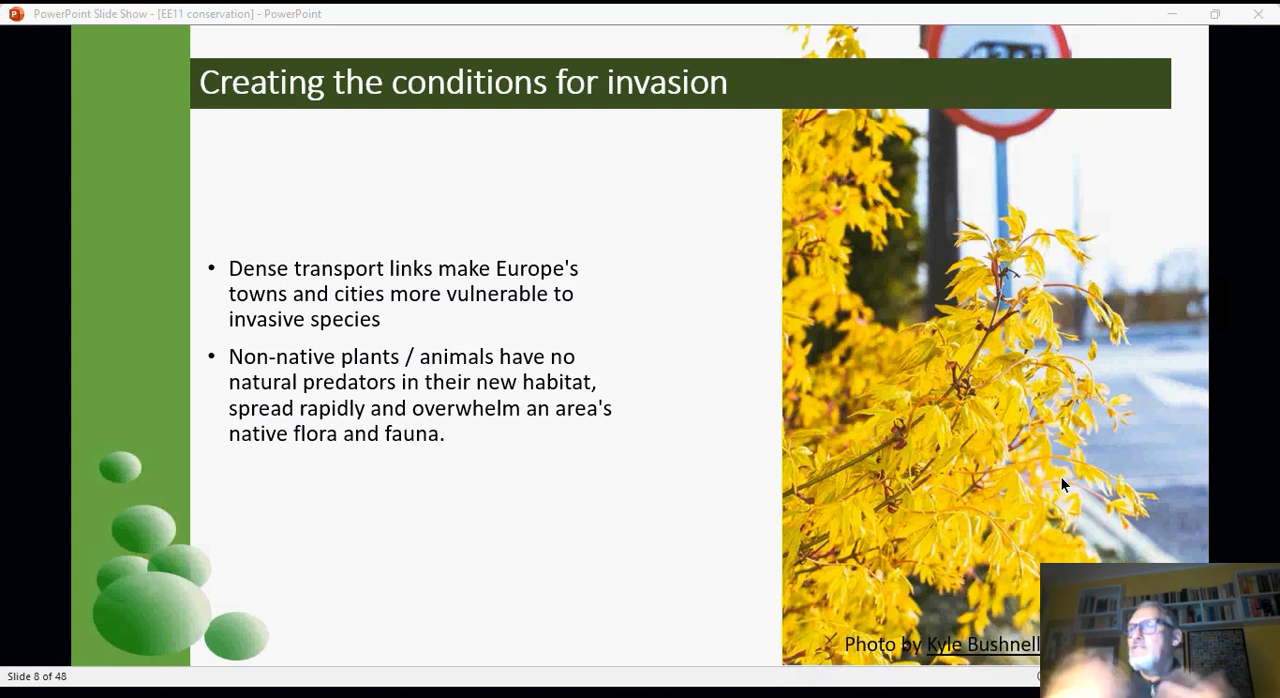 PowerPoint Slide Show - [EE11 conservation] - PowerPoint
Creating the conditions for invasion
• Dense transport links make Europe's
towns and cities more vulnerable to
invasive species
• Non-native plants / animals have no
natural predators in their new habitat,
spread rapidly and overwhelm an area's
native flora and fauna.
Photo by Kyle Bushnell
Slide 8 of 48